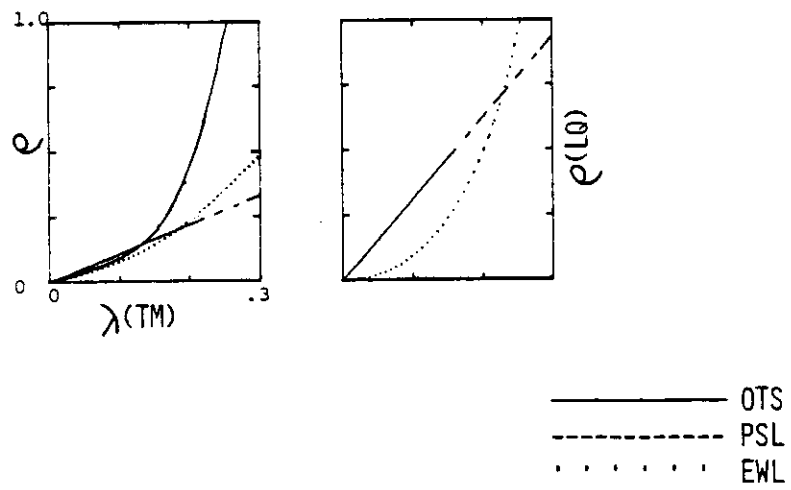 1.0
ρ
0
0
.3
λ(TM)
ρ(LQ)
OTS
PSL
EWL